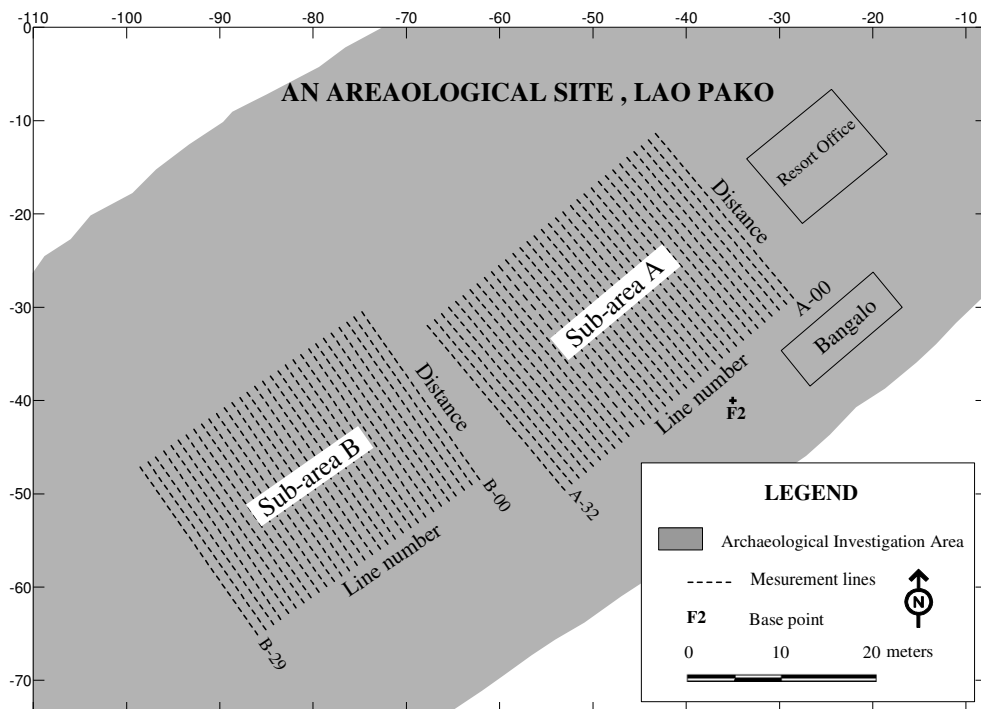 -110 -100 -90 -80 -70 -60 -50 -40 -30 -20 -10
0
-10
-20
-30
-40
-50
-60
-70
AN AREAOLOGICAL SITE , LAO PAKO
Resort Office
Distance
Sub-area A
A-00
Bangalo
Line number
F2
A-32
Distance
Sub-area B
B-00
Line number
B-29
LEGEND
Archaeological Investigation Area
Mesurement lines
F2 Base point
N
0 10 20 meters